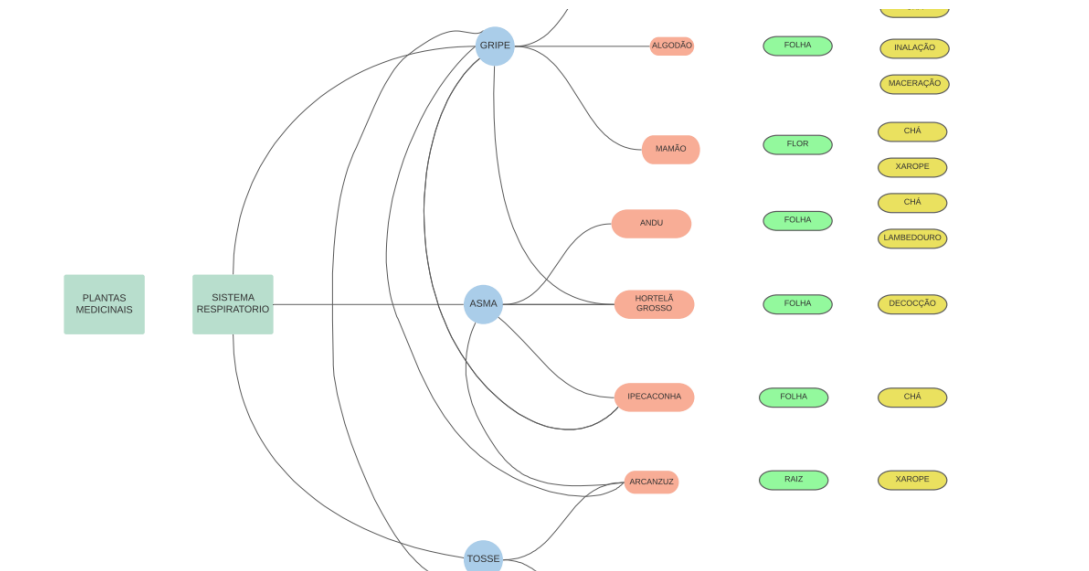 GRIPE
ALGODÃO
FOLHA
INALAÇÃO
MACERAÇÃO
MAMÃO
FLOR
CHÁ
XAROPE
ANDU
FOLHA
CHÁ
LAMBEDOURO
PLANTAS
MEDICINAIS
SISTEMA
RESPIRATORIO
ASMA
HORTELÃ
GROSSO
FOLHA
DECOCÇÃO
IPECACONHA
FOLHA
CHÁ
ARCANZUZ
RAIZ
XAROPE
TOSSE